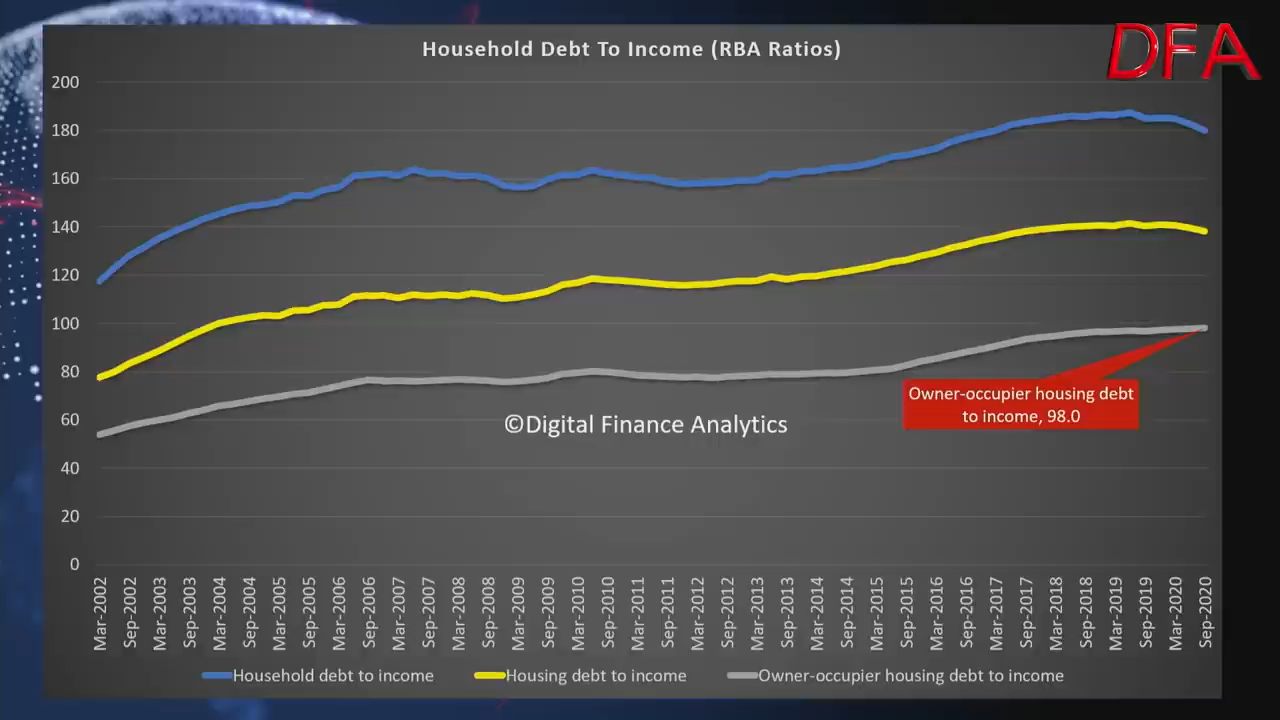 Household Debt To Income (RBA Ratios)
DFA
200
180
160
140
120
100
80
60
40
20
0
Owner-occupier housing debt
to income, 98.0
©Digital Finance Analytics
Mar-2002
Sep-2002
Mar-2003
Sep-2003
Mar-2004
Sep-2004
Mar-2005
Sep-2005
Mar-2006
Sep-2006
Mar-2007
Sep-2007
Mar-2008
Sep-2008
Mar-2009
Sep-2009
Mar-2010
Sep-2010
Mar-2011
Sep-2011
Mar-2012
Sep-2012
Mar-2013
Sep-2013
Mar-2014
Sep-2014
Mar-2015
Sep-2015
Mar-2016
Sep-2016
Mar-2017
Sep-2017
Mar-2018
Sep-2018
Mar-2019
Sep-2019
Mar-2020
Sep-2020
Household debt to income
Housing debt to income
Owner-occupier housing debt to income